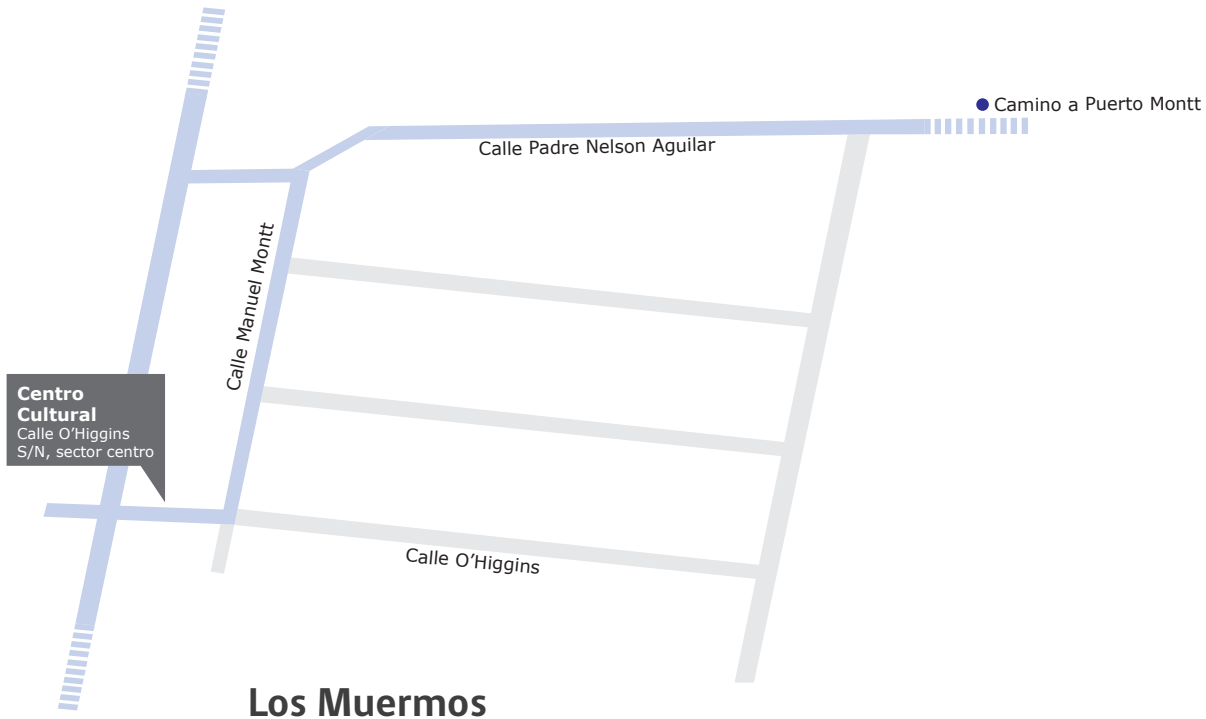 Camino a Puerto Montt
Calle Padre Nelson Aguilar
Calle Manuel Montt
Centro
Cultural
Calle O’Higgins
S/N, sector centro
Calle O’Higgins
Los Muermos